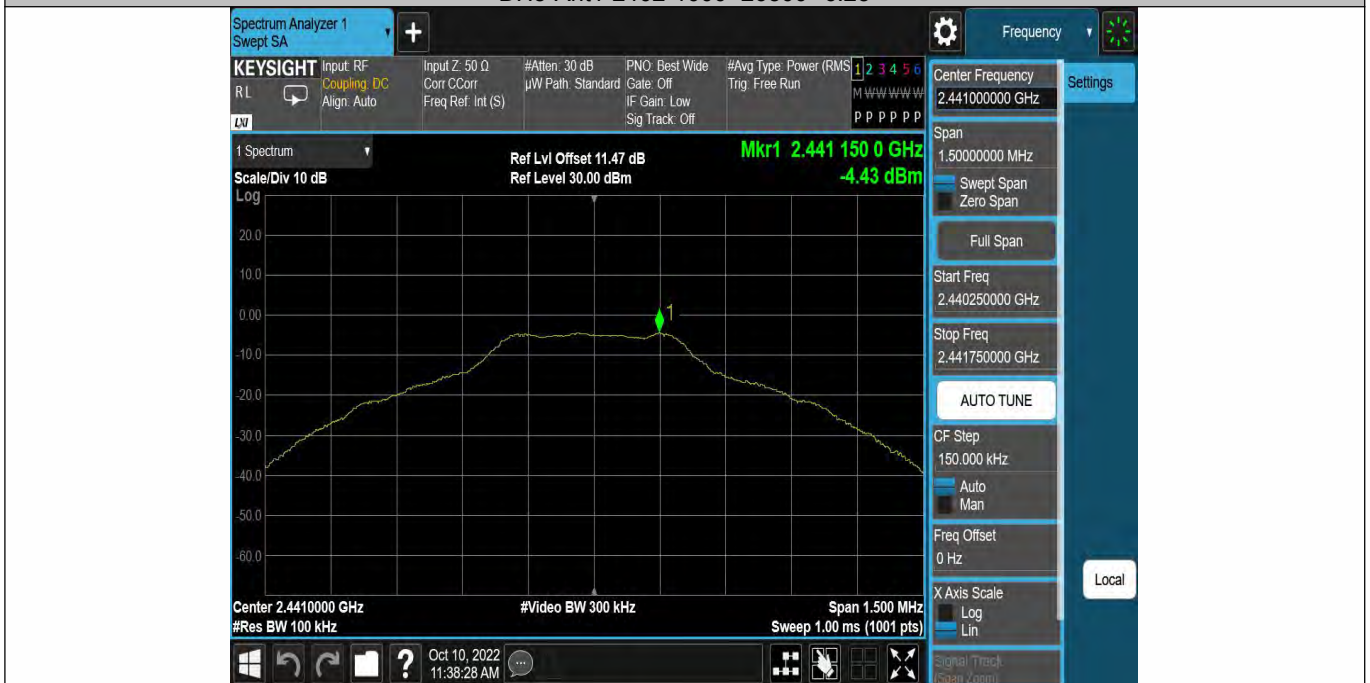 Spectrum Analyzer 1
Swept SA
Frequency
KEYSIGHT
RL
LXI
Input: RF
Coupling: DC
Align: Auto
Input Z: 50 Ω
Corr CCorr
Freq Ref: Int (S)
#Atten: 30 dB
µW Path: Standard
PNO: Best Wide
Gate: Off
IF Gain: Low
Sig Track: Off
#Avg Type: Power (RMS
Trig: Free Run
1 2 3 4 5 6
M W W W W W
P P P P P P
Center Frequency
2.441000000 GHz
Settings
Span
1.50000000 MHz
Swept Span
Zero Span
Full Span
Start Freq
2.440250000 GHz
Stop Freq
2.441750000 GHz
AUTO TUNE
CF Step
150.000 kHz
Auto
Man
Freq Offset
0 Hz
X Axis Scale
Log
Lin
Signal Track
(Span Zoom)
Local
1 Spectrum
Scale/Div 10 dB
Log
Ref Lvl Offset 11.47 dB
Ref Level 30.00 dBm
Mkr1 2.441 150 0 GHz
-4.43 dBm
20.0
10.0
0.00
-10.0
-20.0
-30.0
-40.0
-50.0
-60.0
1
Center 2.4410000 GHz
#Res BW 100 kHz
#Video BW 300 kHz
Span 1.500 MHz
Sweep 1.00 ms (1001 pts)
Oct 10, 2022
11:38:28 AM